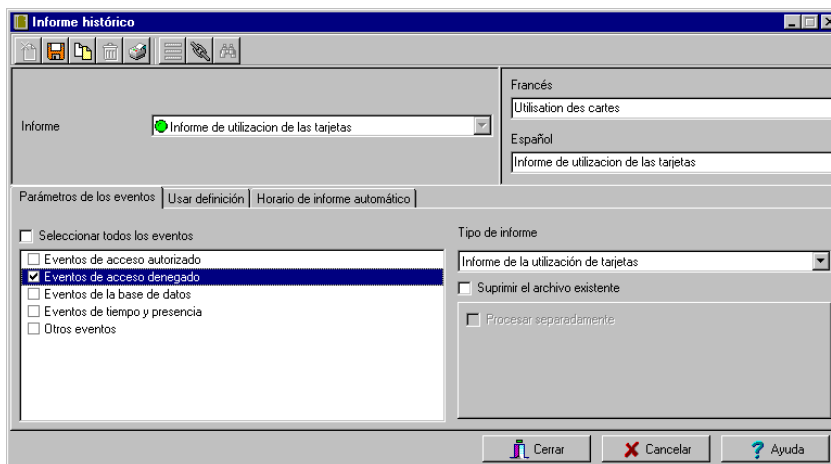 Informe histórico
Informe
Informe de utilizacion de las tarjetas
Francés
Utilisation des cartes
Español
Informe de utilizacion de las tarjetas
Parámetros de los eventos
Usar definición
Horario de informe automático
Seleccionar todos los eventos
Eventos de acceso autorizado
Eventos de acceso denegado
Eventos de la base de datos
Eventos de tiempo y presencia
Otros eventos
Tipo de informe
Informe de la utilización de tarjetas
Suprimir el archivo existente
Procesar separadamente
Cerrar
Cancelar
Ayuda